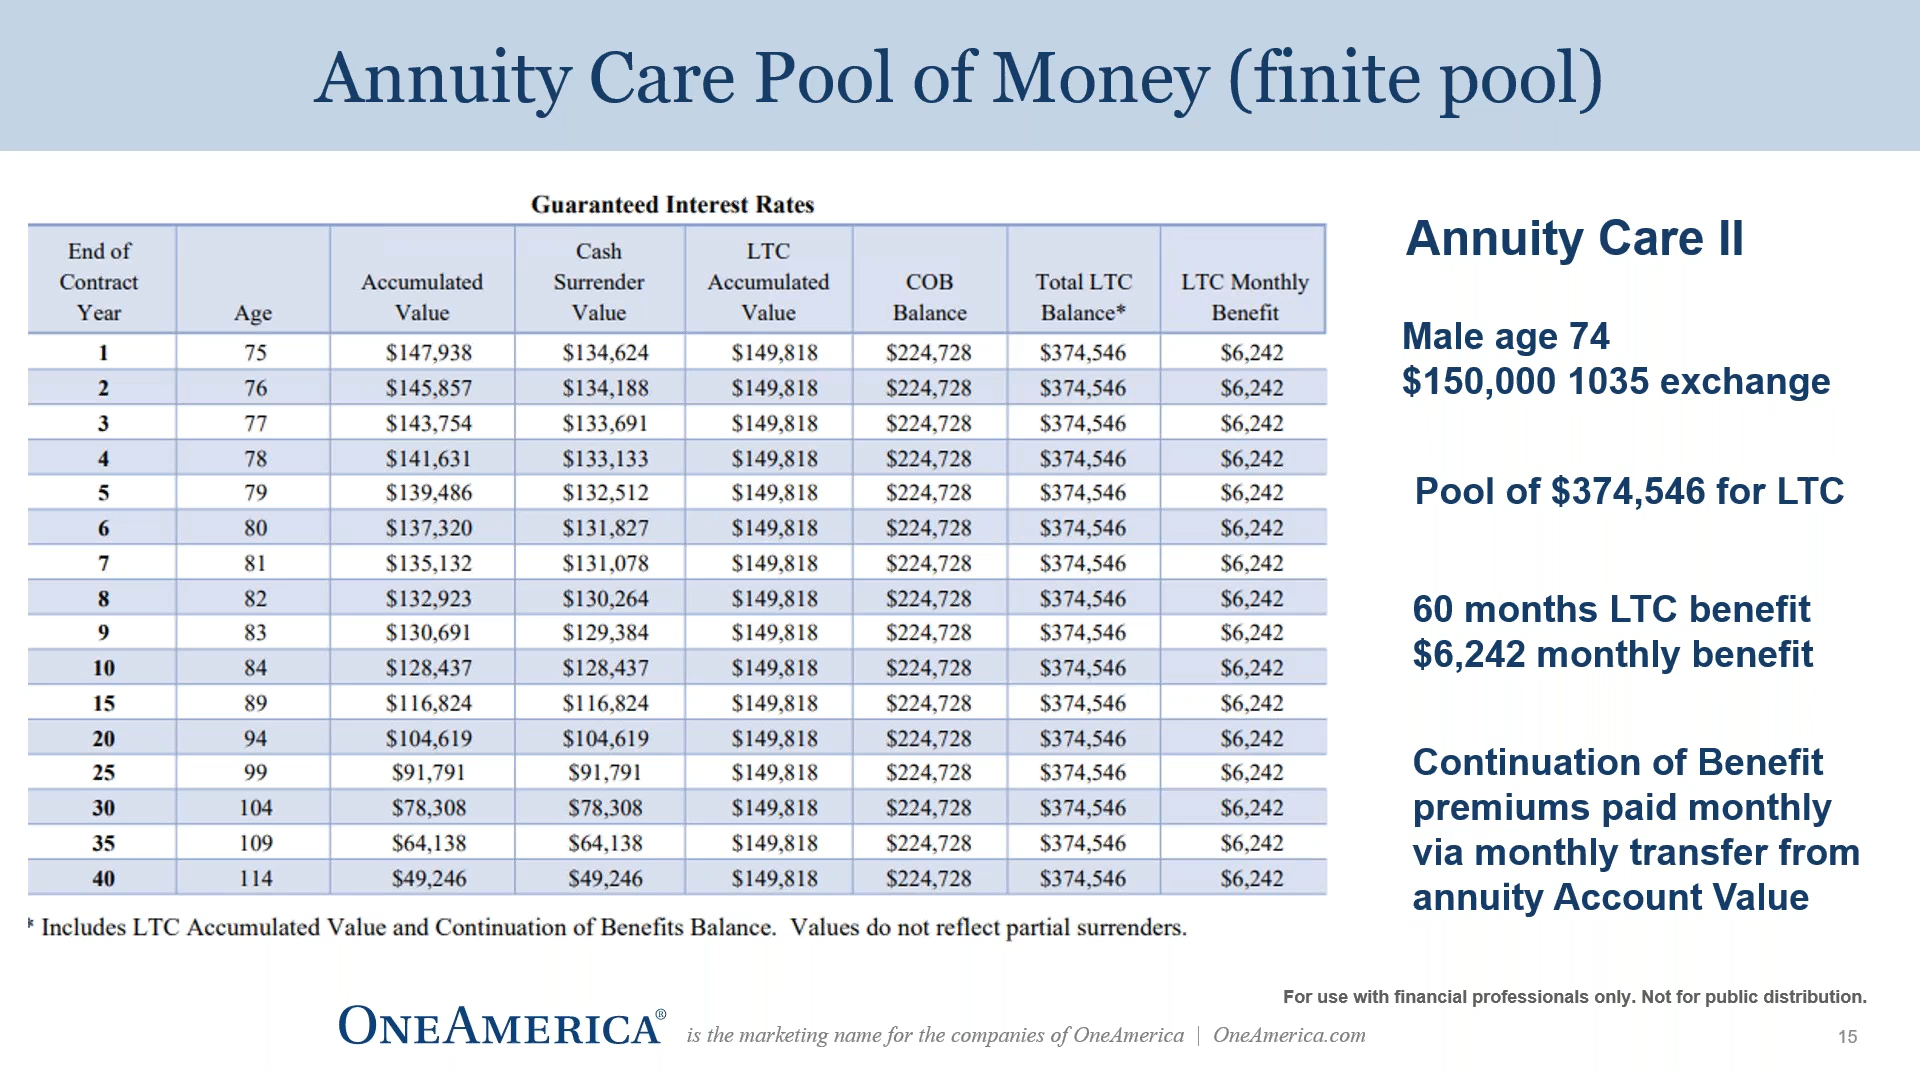 Annuity Care Pool of Money (finite pool)
Guaranteed Interest Rates
End of Contract Year Age Accumulated Value Cash Surrender Value LTC Accumulated Value COB Balance Total LTC Balance* LTC Monthly Benefit
1 75 $147,938 $134,624 $149,818 $224,728 $374,546 $6,242
2 76 $145,857 $134,188 $149,818 $224,728 $374,546 $6,242
3 77 $143,754 $133,691 $149,818 $224,728 $374,546 $6,242
4 78 $141,631 $133,133 $149,818 $224,728 $374,546 $6,242
5 79 $139,486 $132,512 $149,818 $224,728 $374,546 $6,242
6 80 $137,320 $131,827 $149,818 $224,728 $374,546 $6,242
7 81 $135,132 $131,078 $149,818 $224,728 $374,546 $6,242
8 82 $132,923 $130,264 $149,818 $224,728 $374,546 $6,242
9 83 $130,691 $129,384 $149,818 $224,728 $374,546 $6,242
10 84 $128,437 $128,437 $149,818 $224,728 $374,546 $6,242
15 89 $116,824 $116,824 $149,818 $224,728 $374,546 $6,242
20 94 $104,619 $104,619 $149,818 $224,728 $374,546 $6,242
25 99 $91,791 $91,791 $149,818 $224,728 $374,546 $6,242
30 104 $78,308 $78,308 $149,818 $224,728 $374,546 $6,242
35 109 $64,138 $64,138 $149,818 $224,728 $374,546 $6,242
40 114 $49,246 $49,246 $149,818 $224,728 $374,546 $6,242
* Includes LTC Accumulated Value and Continuation of Benefits Balance. Values do not reflect partial surrenders.
Annuity Care II
Male age 74
$150,000 1035 exchange
Pool of $374,546 for LTC
60 months LTC benefit
$6,242 monthly benefit
Continuation of Benefit
premiums paid monthly
via monthly transfer from
annuity Account Value
For use with financial professionals only. Not for public distribution.
ONEAMERICA® is the marketing name for the companies of OneAmerica | OneAmerica.com
15